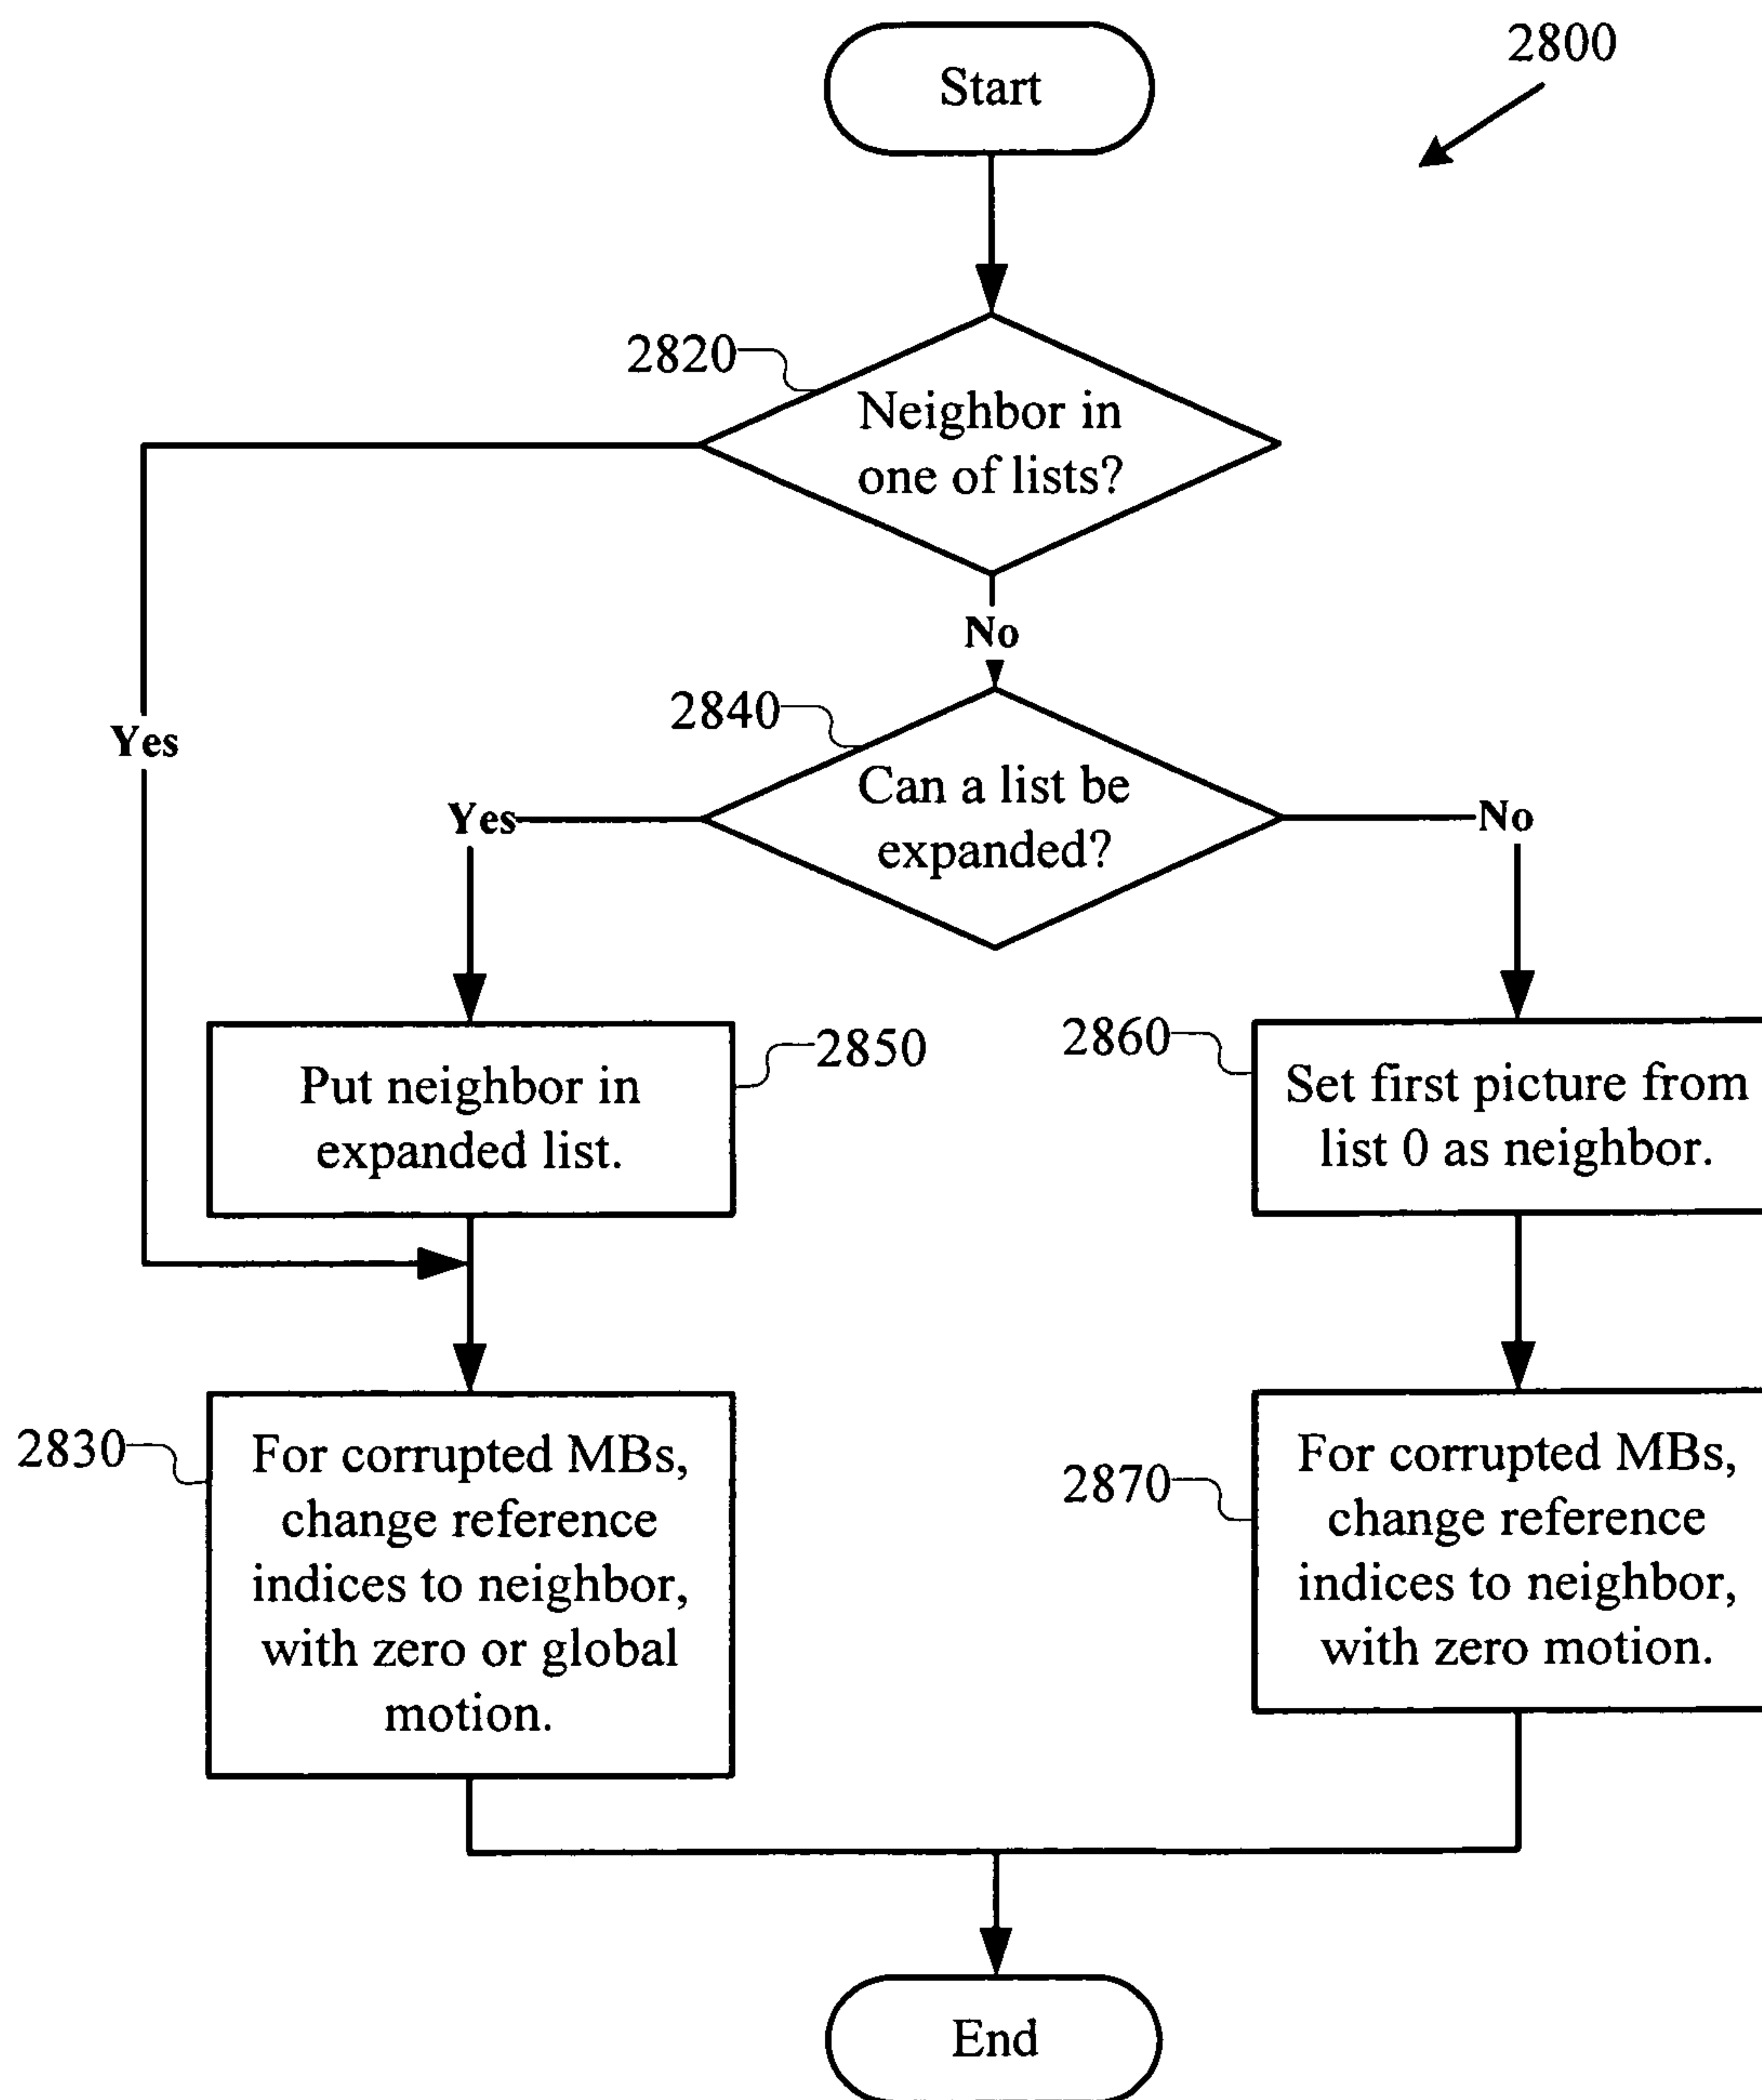 2800
Start
2820
Neighbor in
one of lists?
No
Yes
2840
Can a list be
expanded?
Yes
No
2850
Put neighbor in
expanded list.
2860
Set first picture from
list 0 as neighbor.
2830
For corrupted MBs,
change reference
indices to neighbor,
with zero or global
motion.
2870
For corrupted MBs,
change reference
indices to neighbor,
with zero motion.
End